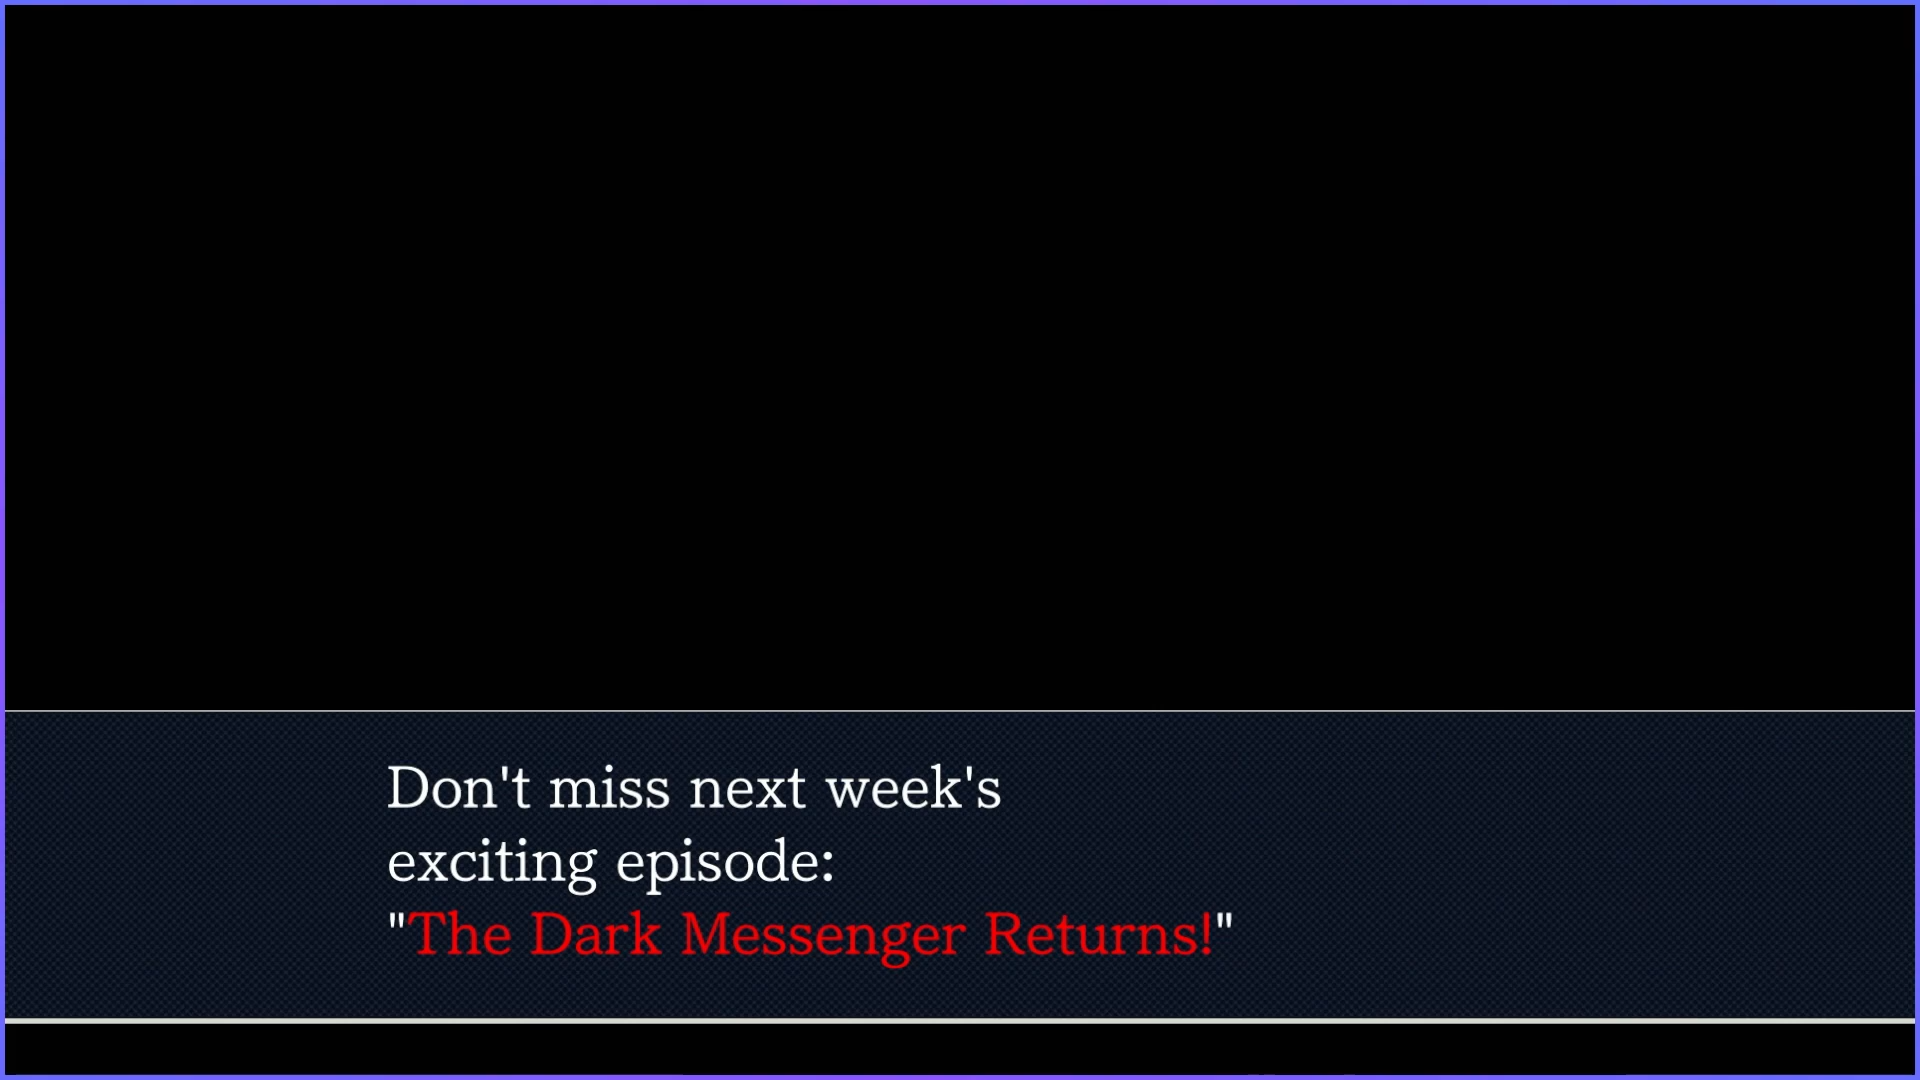 Don't miss next week's
exciting episode:
"The Dark Messenger Returns!"